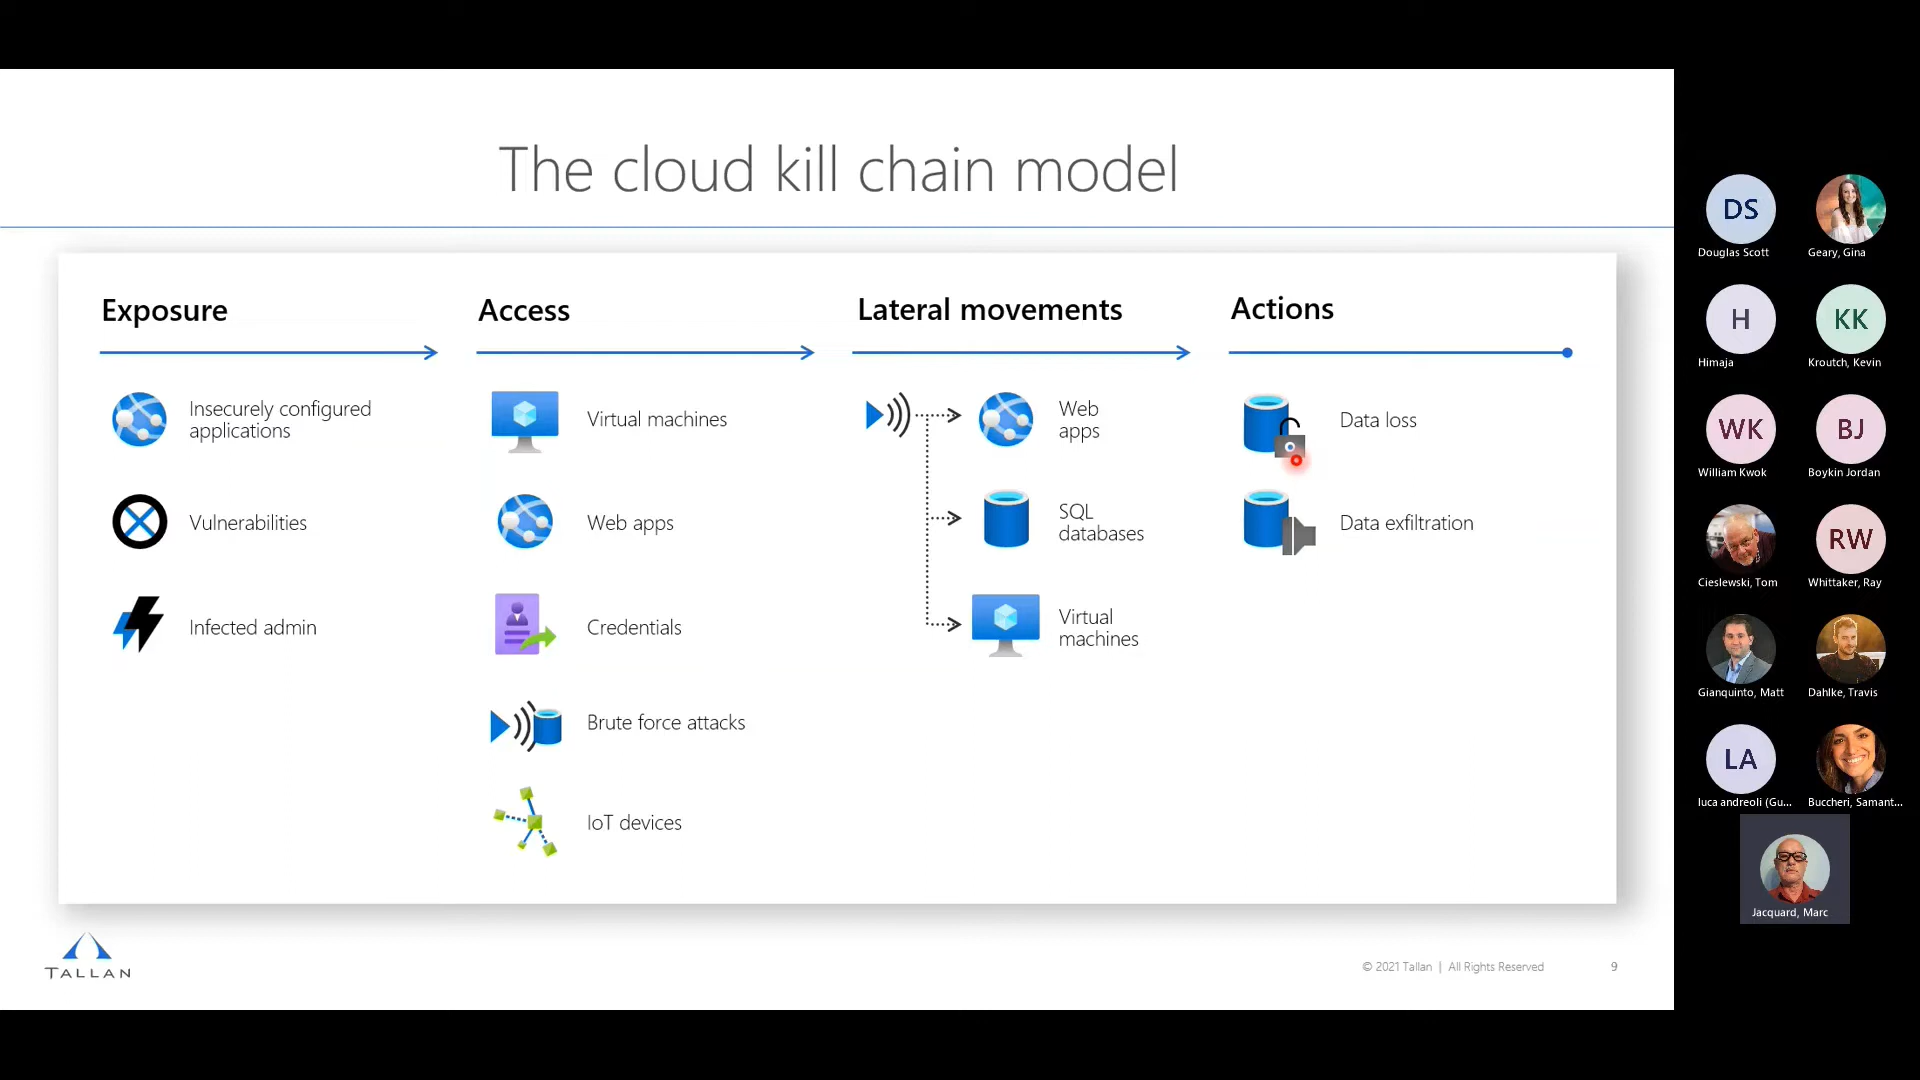 The cloud kill chain model
Exposure
Insecurely configured
applications
Vulnerabilities
Infected admin
Access
Virtual machines
Web apps
Credentials
Brute force attacks
IoT devices
Lateral movements
Web
apps
SQL
databases
Virtual
machines
Actions
Data loss
Data exfiltration
TALLAN
© 2021 Tallan | All Rights Reserved
9
DS
Douglas Scott
Geary, Gina
H
Himaja
KK
Kroutch, Kevin
WK
William Kwok
BJ
Boykin Jordan
Cieslewski, Tom
RW
Whittaker, Ray
Gianquinto, Matt
Dahlke, Travis
LA
luca andreoli (Gu...
Buccheri, Samant...
Jacquard, Marc